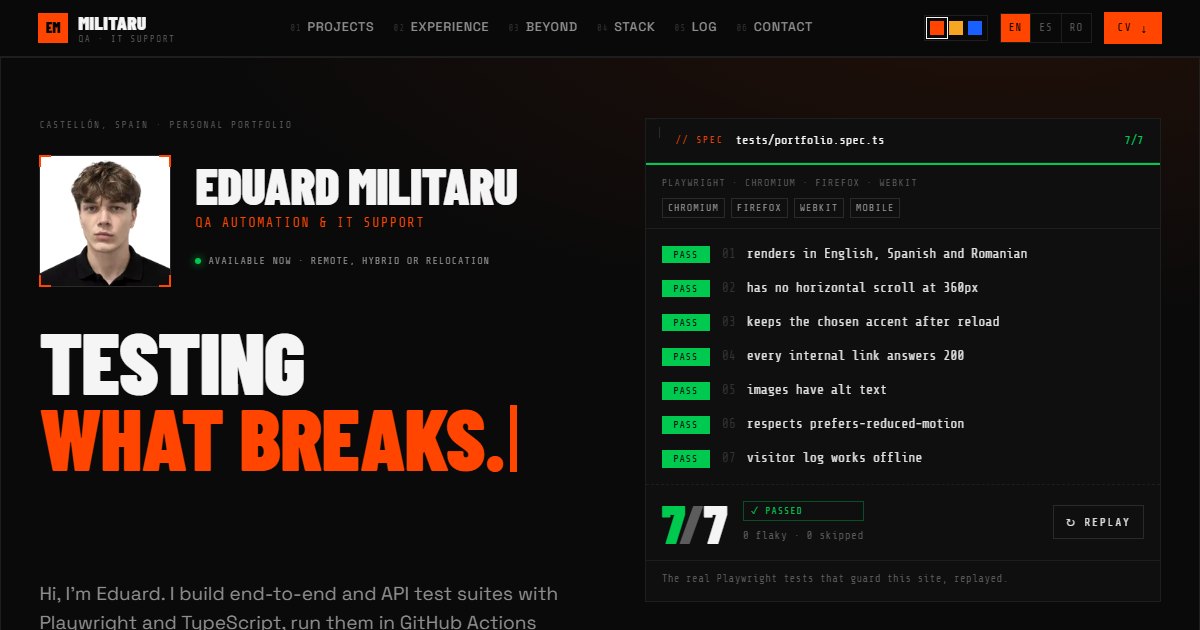 EM MILITARU
QA · IT SUPPORT
01 PROJECTS 02 EXPERIENCE 03 BEYOND 04 STACK 05 LOG 06 CONTACT
EN ES RO
CV ↓
CASTELLÓN, SPAIN · PERSONAL PORTFOLIO
EDUARD MILITARU
QA AUTOMATION & IT SUPPORT
AVAILABLE NOW · REMOTE, HYBRID OR RELOCATION
TESTING
WHAT BREAKS.
Hi, I'm Eduard. I build end-to-end and API test suites with
Playwright and TypeScript, run them in GitHub Actions
// SPEC tests/portfolio.spec.ts 7/7
PLAYWRIGHT · CHROMIUM · FIREFOX · WEBKIT
CHROMIUM FIREFOX WEBKIT MOBILE
PASS 01 renders in English, Spanish and Romanian
PASS 02 has no horizontal scroll at 360px
PASS 03 keeps the chosen accent after reload
PASS 04 every internal link answers 200
PASS 05 images have alt text
PASS 06 respects prefers-reduced-motion
PASS 07 visitor log works offline
7/7
✓ PASSED
0 flaky · 0 skipped
↻ REPLAY
The real Playwright tests that guard this site, replayed.